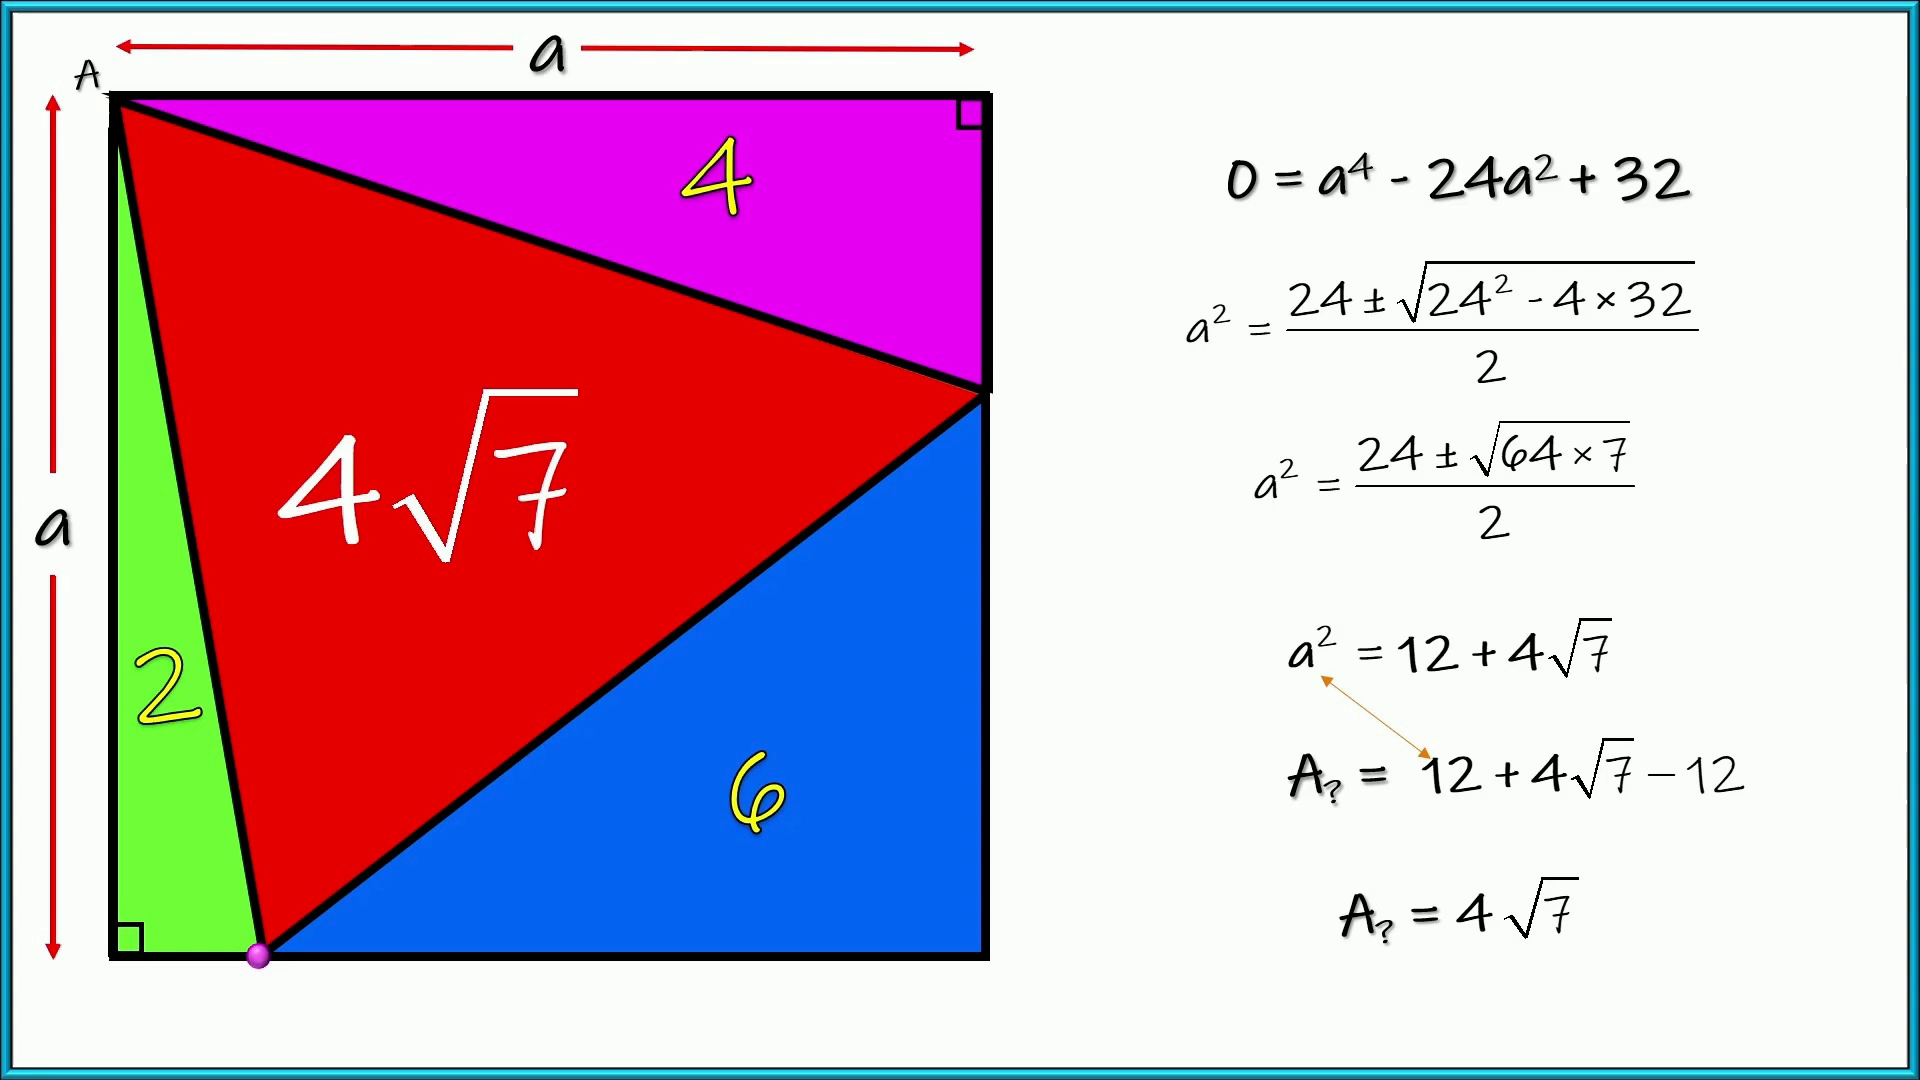 a
A
a
4
4√7
2
6
0 = a⁴ - 24a² + 32
a² = (24 ± √(24² - 4 × 32)) / 2
a² = (24 ± √(64 × 7)) / 2
a² = 12 + 4√7
A? = 12 + 4√7 – 12
A? = 4√7